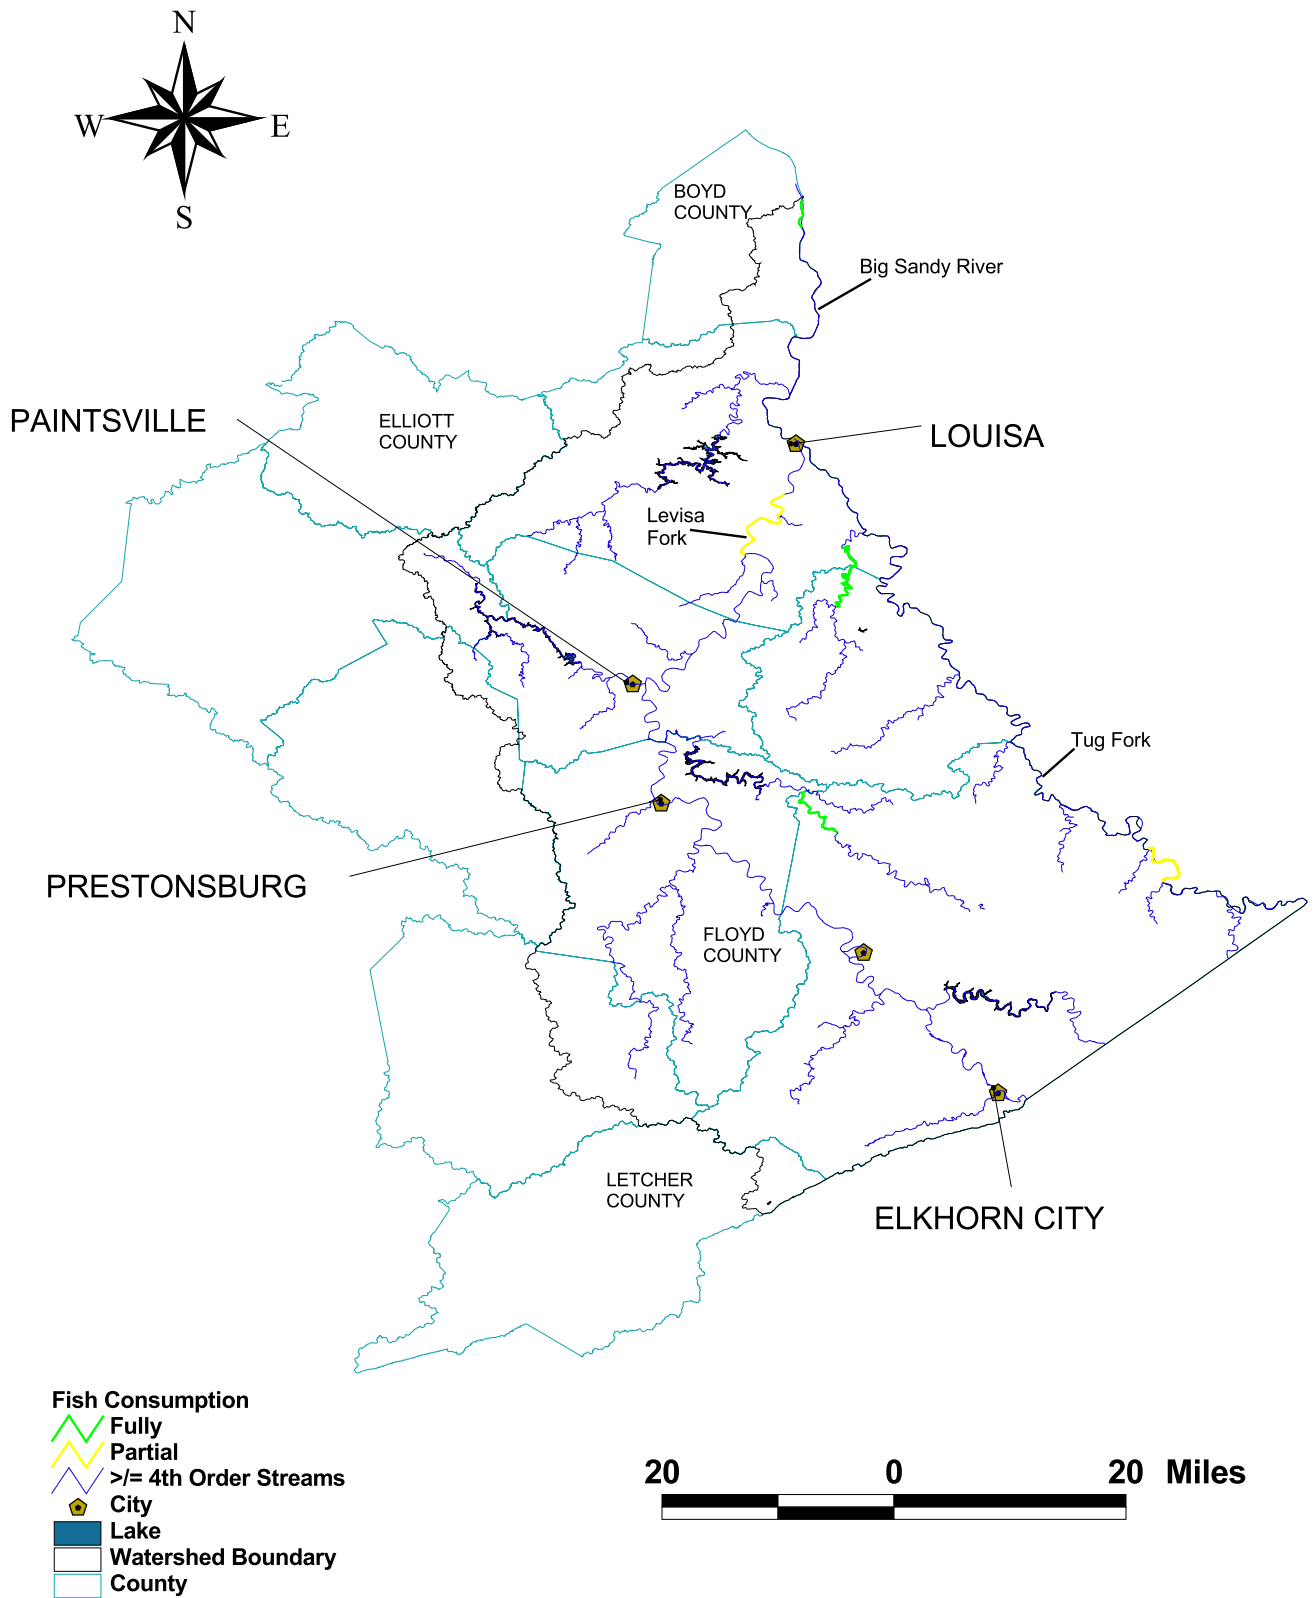 N
W
E
S
BOYD
COUNTY
Big Sandy River
PAINTSVILLE
ELLIOTT
COUNTY
LOUISA
Levisa
Fork
Tug Fork
PRESTONSBURG
FLOYD
COUNTY
LETCHER
COUNTY
ELKHORN CITY
Fish Consumption
Fully
Partial
>/= 4th Order Streams
City
Lake
Watershed Boundary
County
20 0 20 Miles